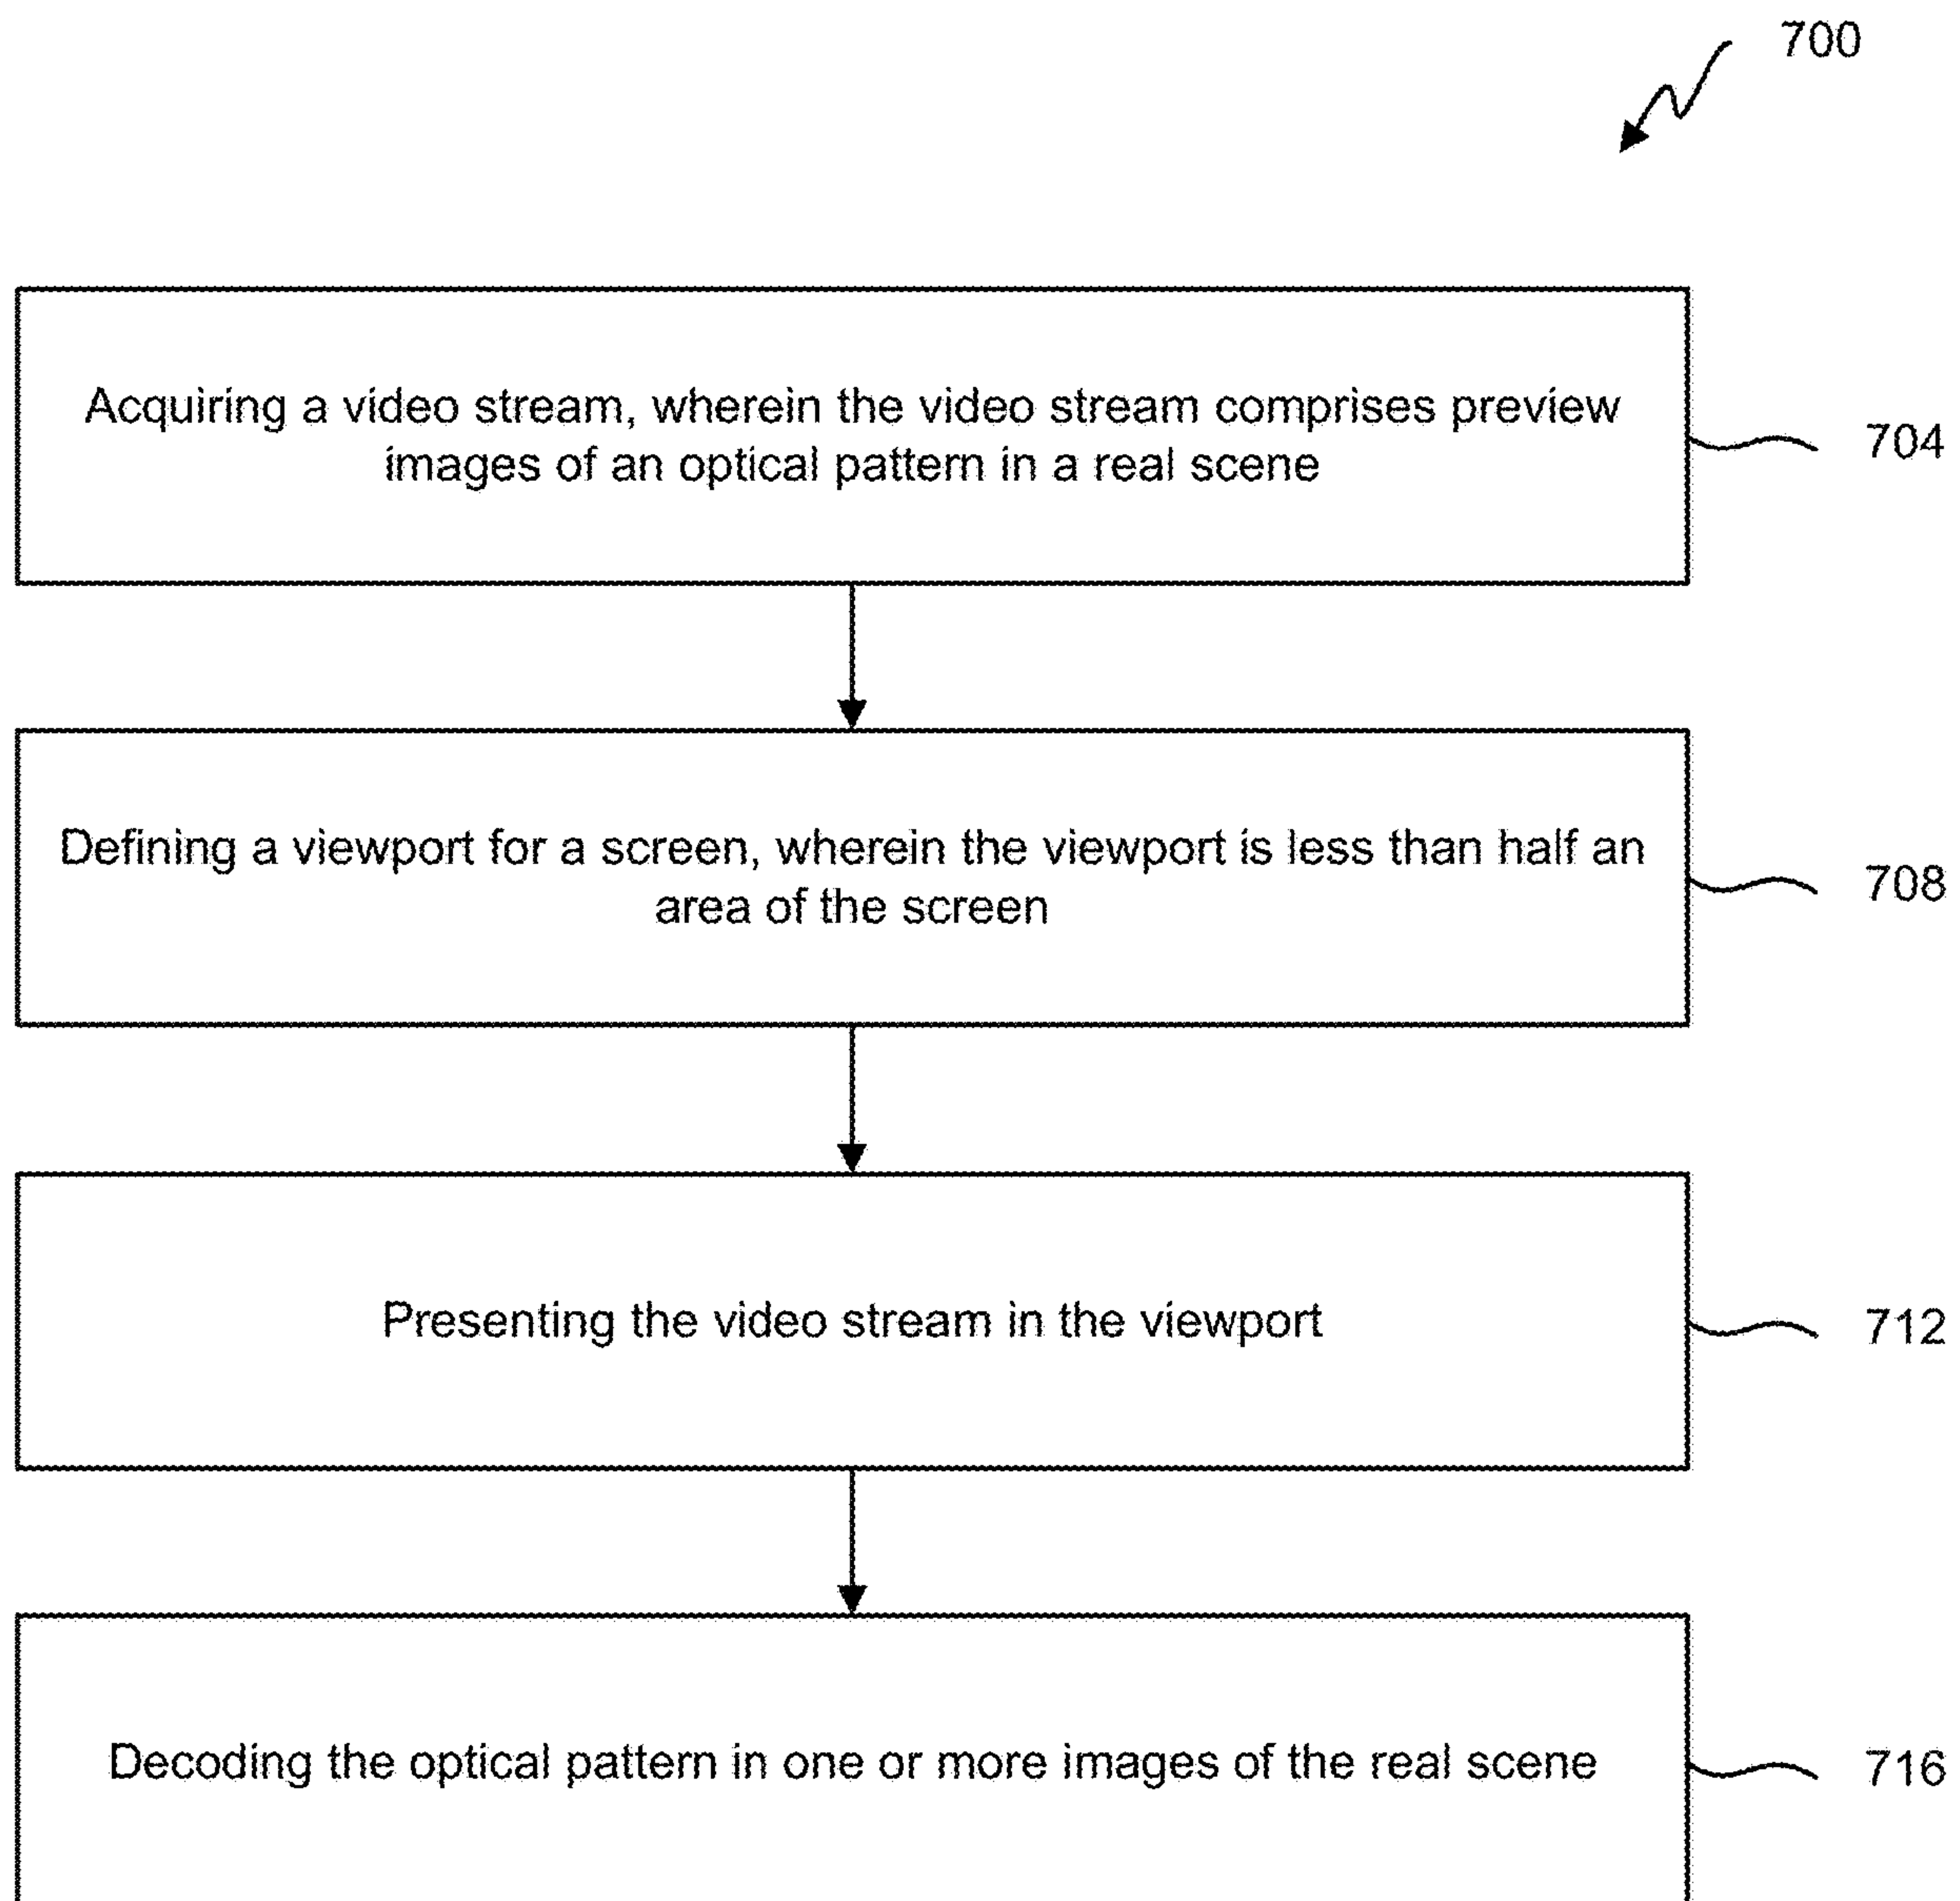 700
Acquiring a video stream, wherein the video stream comprises preview
images of an optical pattern in a real scene
704
Defining a viewport for a screen, wherein the viewport is less than half an
area of the screen
708
Presenting the video stream in the viewport
712
Decoding the optical pattern in one or more images of the real scene
716